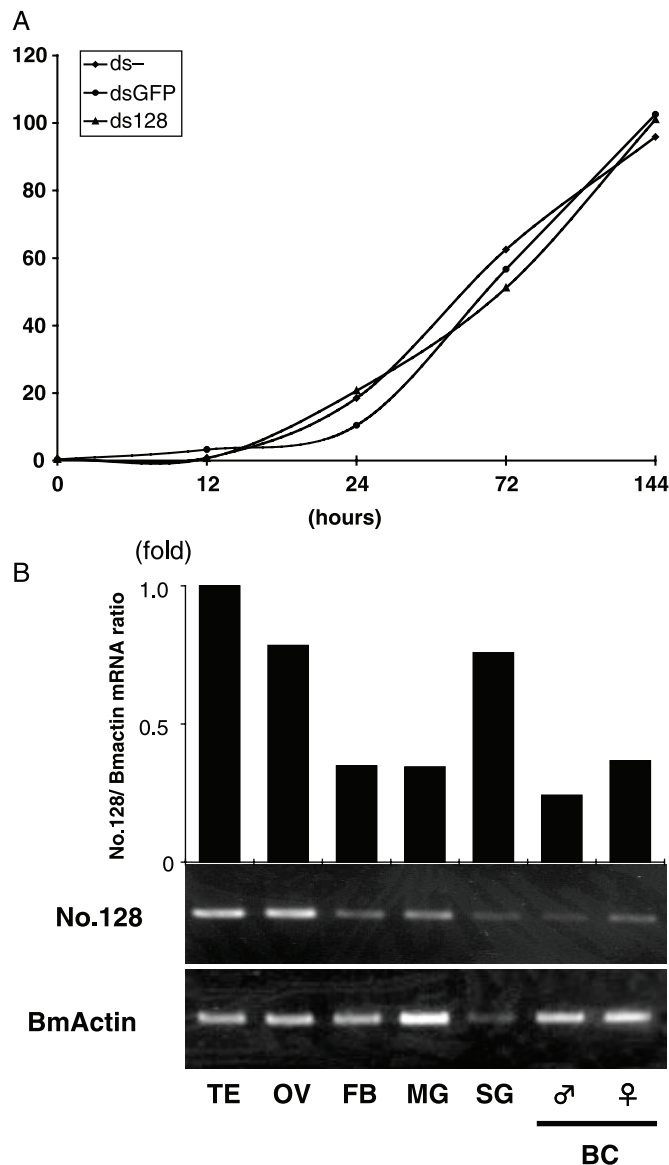 A
120
100
80
60
40
20
0
ds–
dsGFP
ds128
0 12 24 72 144
(hours)
B
(fold)
No.128/ Bmactin mRNA ratio
1.0
0.5
0
No.128
BmActin
TE OV FB MG SG ♂ ♀
BC